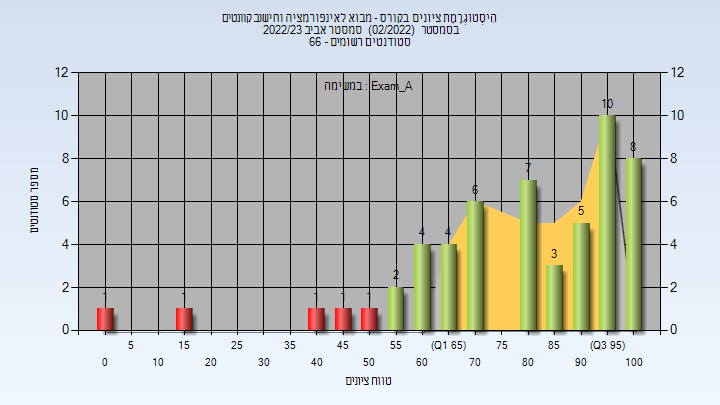 היסטוגרמת ציונים בקורס - מבוא לאינפורמציה וחישוב קוונטים
בסמסטר (02/2022) סמסטר אביב 2022/23
סטודנטים רשומים - 66
במשימה : Exam_A
12 12
10 10
8 8
6 6
4 4
2 2
0 0
מספר סטודנטים
1 1 1 1 1 2 4 4 6 7 3 5 10 8
5 15 25 35 45 55 (Q1 65) 75 85 (Q3 95)
0 10 20 30 40 50 60 70 80 90 100
טווח ציונים